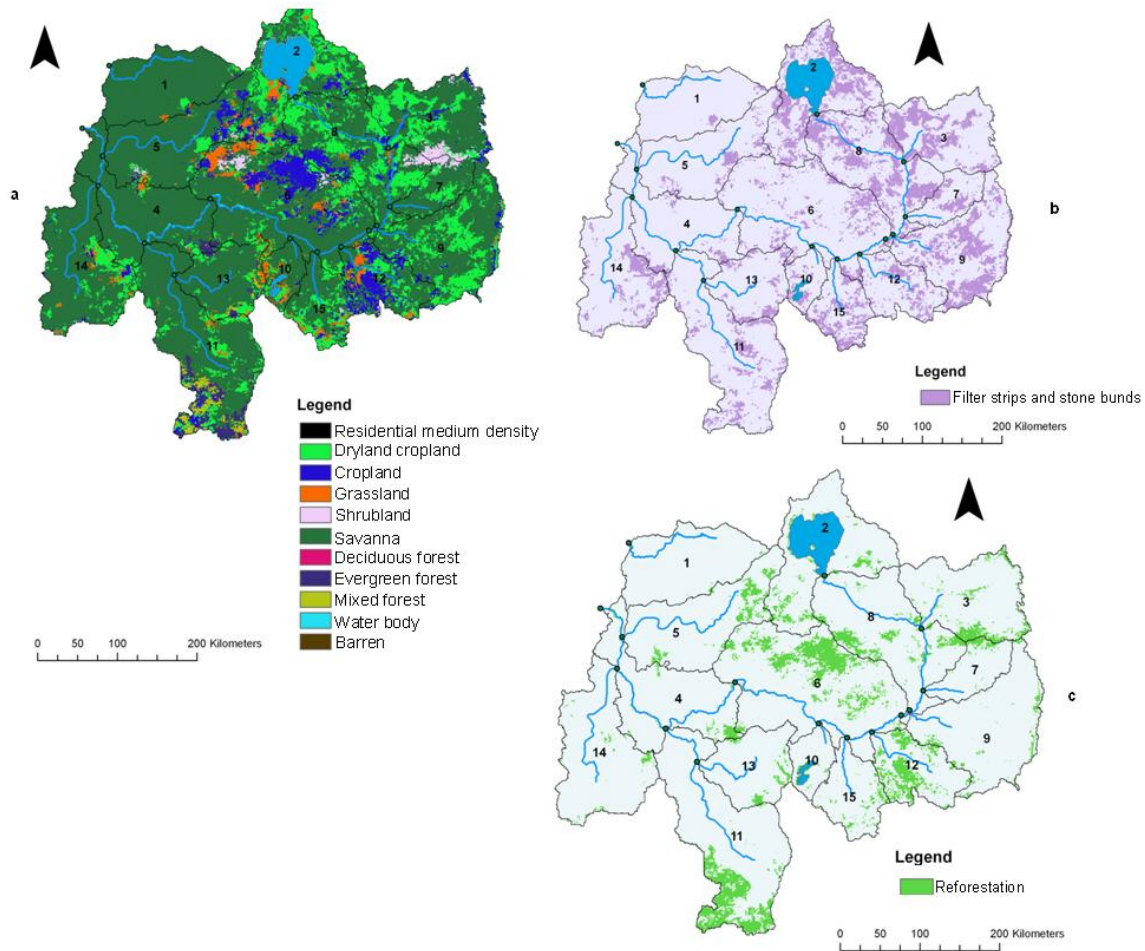 a
1
2
3
5
8
6
7
4
9
14
13
10
12
15
11
Legend
Residential medium density
Dryland cropland
Cropland
Grassland
Shrubland
Savanna
Deciduous forest
Evergreen forest
Mixed forest
Water body
Barren
0 50 100 200 Kilometers
b
2
1
3
8
5
7
6
4
9
14
10
12
13
15
11
Legend
Filter strips and stone bunds
0 50 100 200 Kilometers
c
2
1
3
8
5
7
6
4
9
14
10
12
13
15
11
Legend
Reforestation
0 50 100 200 Kilometers